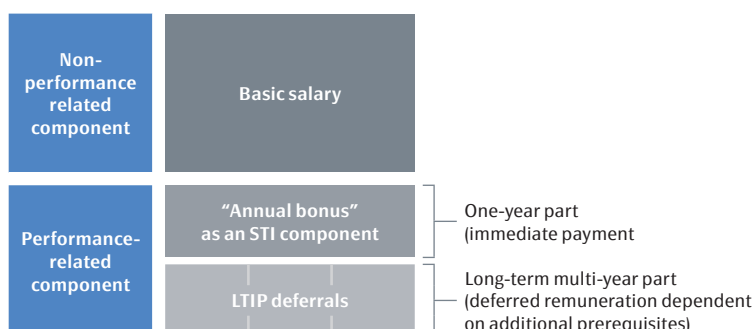 Non-
performance
related
component
Basic salary
Performance-
related
component
“Annual bonus”
as an STI component
One-year part
(immediate payment
LTIP deferrals
Long-term multi-year part
(deferred remuneration dependent
on additional prerequisites)